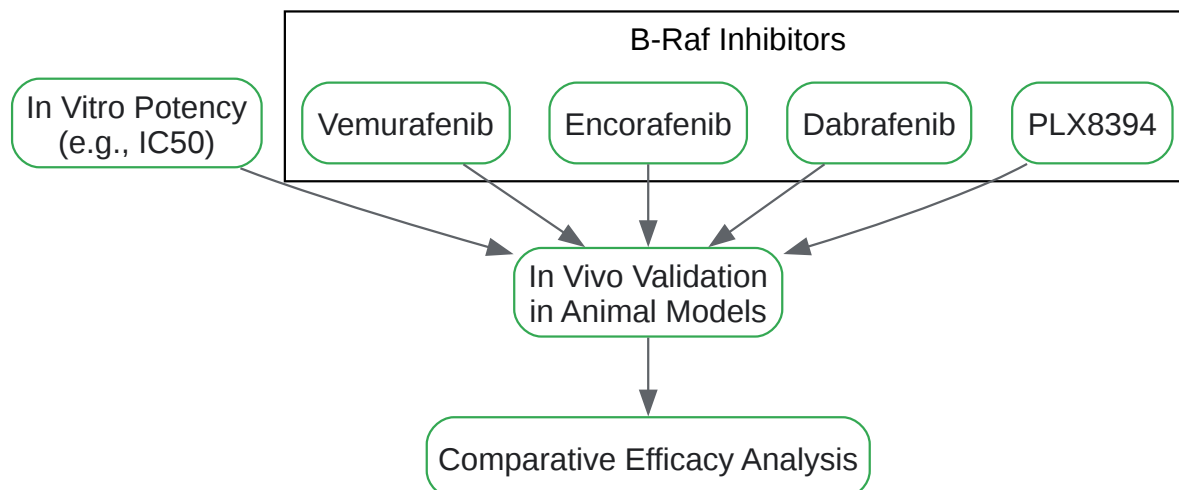 B-Raf Inhibitors
In Vitro Potency
(e.g., IC50)
Vemurafenib
Encorafenib
Dabrafenib
PLX8394
In Vivo Validation
in Animal Models
Comparative Efficacy Analysis